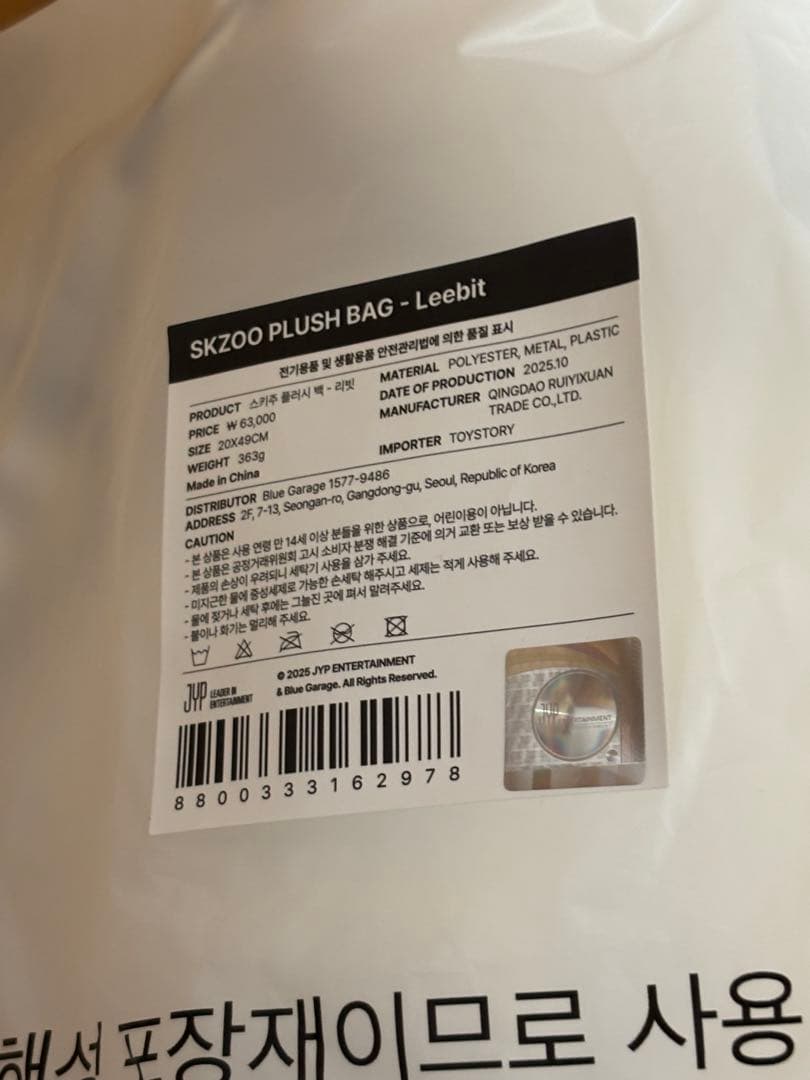 SKZOO PLUSH BAG - Leebit
전기용품 및 생활용품 안전관리법에 의한 품질 표시
PRODUCT 스키주 플러시 백 - 리빗
PRICE ₩ 63,000
SIZE 20X49CM
WEIGHT 363g
Made in China
MATERIAL POLYESTER, METAL, PLASTIC
DATE OF PRODUCTION 2025.10
MANUFACTURER QINGDAO RUIYIXUAN
TRADE CO.,LTD.
IMPORTER TOYSTORY
DISTRIBUTOR Blue Garage 1577-9486
ADDRESS 2F, 7-13, Seongan-ro, Gangdong-gu, Seoul, Republic of Korea
CAUTION
- 본 상품은 사용 연령 만 14세 이상 분들을 위한 상품으로, 어린이용이 아닙니다.
- 본 상품은 공정거래위원회 고시 소비자 분쟁 해결 기준에 의거 교환 또는 보상 받을 수 있습니다.
- 제품의 손상이 우려되니 세탁기 사용을 삼가 주세요.
- 미지근한 물에 중성세제로 가능한 손세탁 해주시고 세제는 적게 사용해 주세요.
- 물에 젖거나 세탁 후에는 그늘진 곳에 펴서 말려주세요.
- 불이나 화기는 멀리해 주세요.
JYP LEADER IN
ENTERTAINMENT
© 2025 JYP ENTERTAINMENT
& Blue Garage. All Rights Reserved.
8800333162978
JYP
해성 포장재이므로 사용